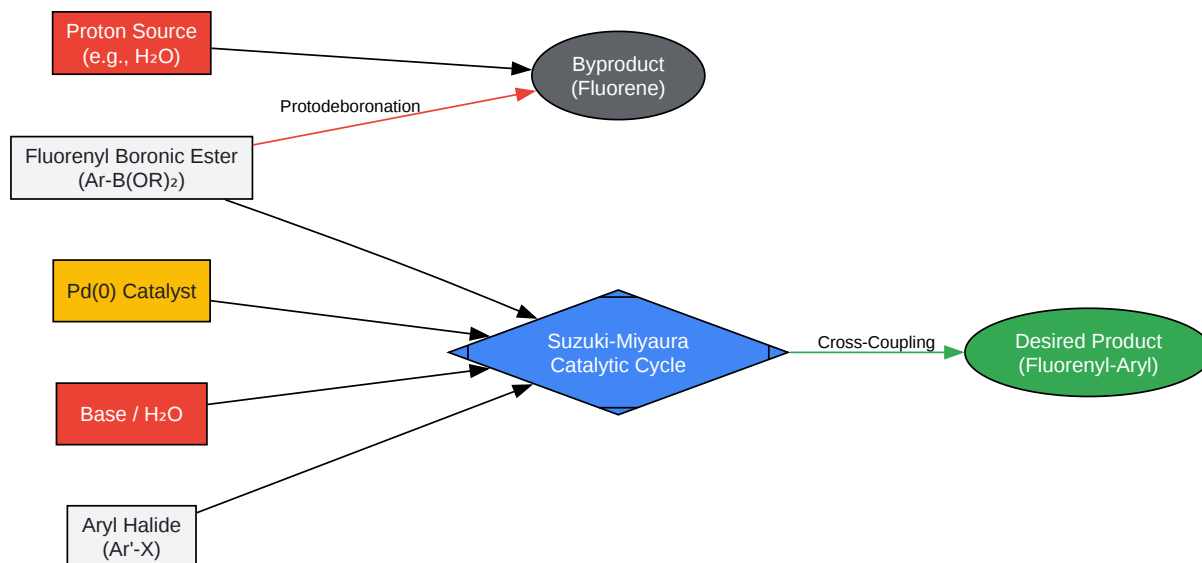 Proton Source
(e.g., H₂O)
Byproduct
(Fluorene)
Protodeboronation
Fluorenyl Boronic Ester
(Ar-B(OR)₂)
Pd(0) Catalyst
Suzuki-Miyaura
Catalytic Cycle
Cross-Coupling
Desired Product
(Fluorenyl-Aryl)
Base / H₂O
Aryl Halide
(Ar'-X)